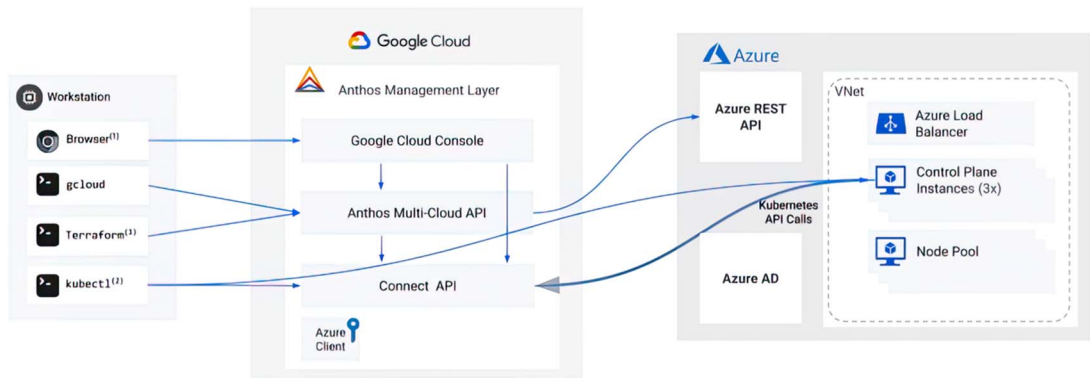 Google Cloud
Workstation
Browser(1)
gcloud
Terraform(1)
kubectl(2)
Anthos Management Layer
Google Cloud Console
Anthos Multi-Cloud API
Connect API
Azure
Client
Azure
Azure REST
API
Azure AD
VNet
Azure Load
Balancer
Control Plane
Instances (3x)
Kubernetes
API Calls
Node Pool